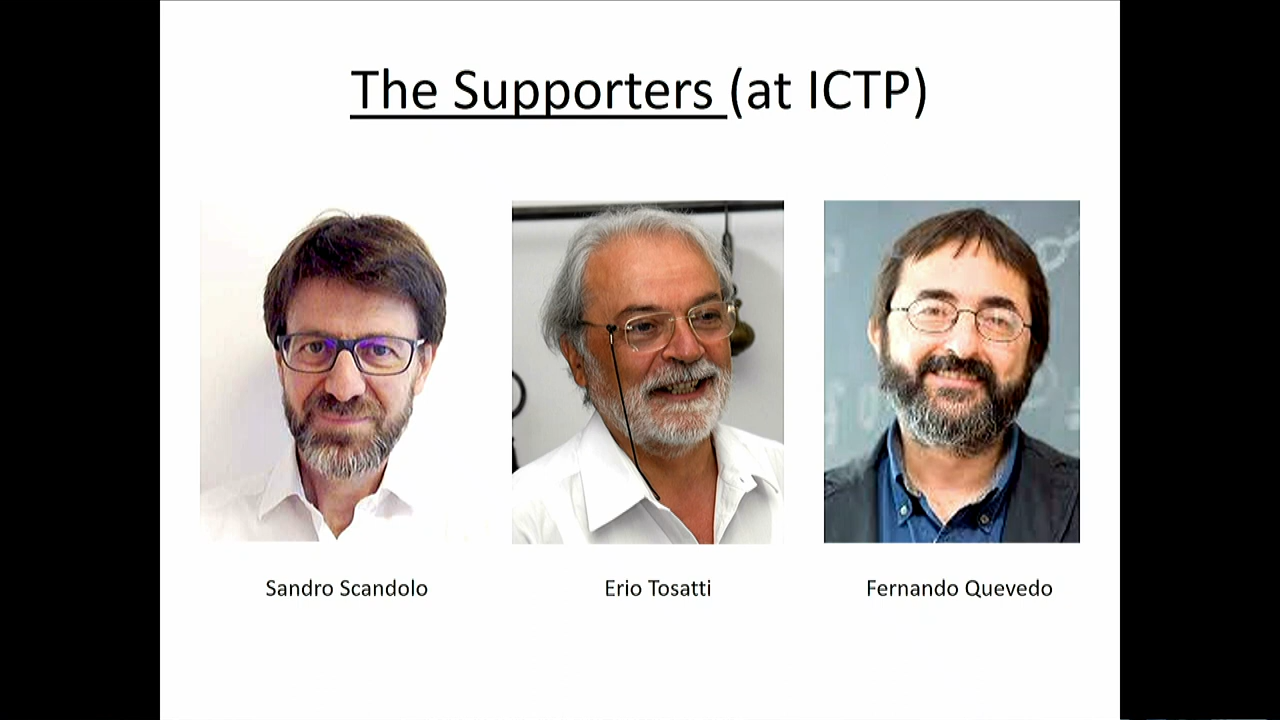 The Supporters (at ICTP)
Sandro Scandolo
Erio Tosatti
Fernando Quevedo